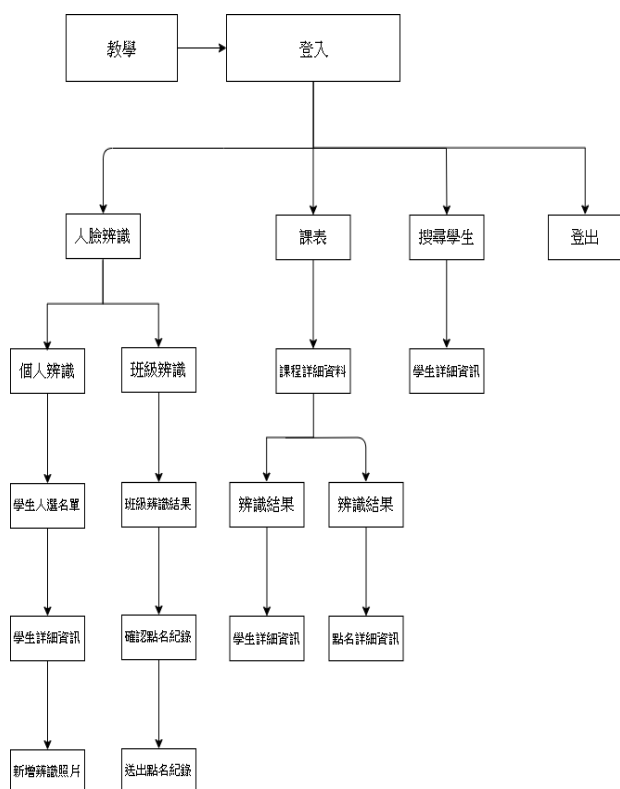 教學
登入
人臉辨識
課表
搜尋學生
登出
個人辨識
班級辨識
課程詳細資料
學生詳細資訊
學生人選名單
班級辨識結果
辨識結果
辨識結果
學生詳細資訊
確認點名紀錄
學生詳細資訊
點名詳細資訊
新增辨識照片
送出點名紀錄